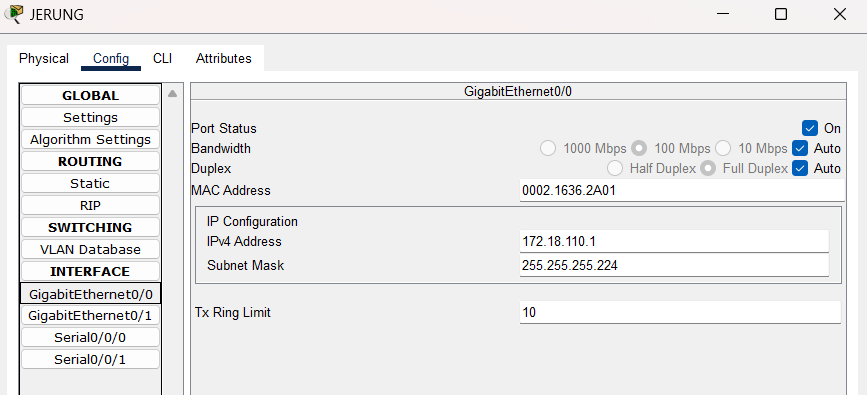 JERUNG
Physical Config CLI Attributes
GLOBAL
Settings
Algorithm Settings
ROUTING
Static
RIP
SWITCHING
VLAN Database
INTERFACE
GigabitEthernet0/0
GigabitEthernet0/1
Serial0/0/0
Serial0/0/1
GigabitEthernet0/0
Port Status On
Bandwidth 1000 Mbps 100 Mbps 10 Mbps Auto
Duplex Half Duplex Full Duplex Auto
MAC Address 0002.1636.2A01
IP Configuration
IPv4 Address 172.18.110.1
Subnet Mask 255.255.255.224
Tx Ring Limit 10